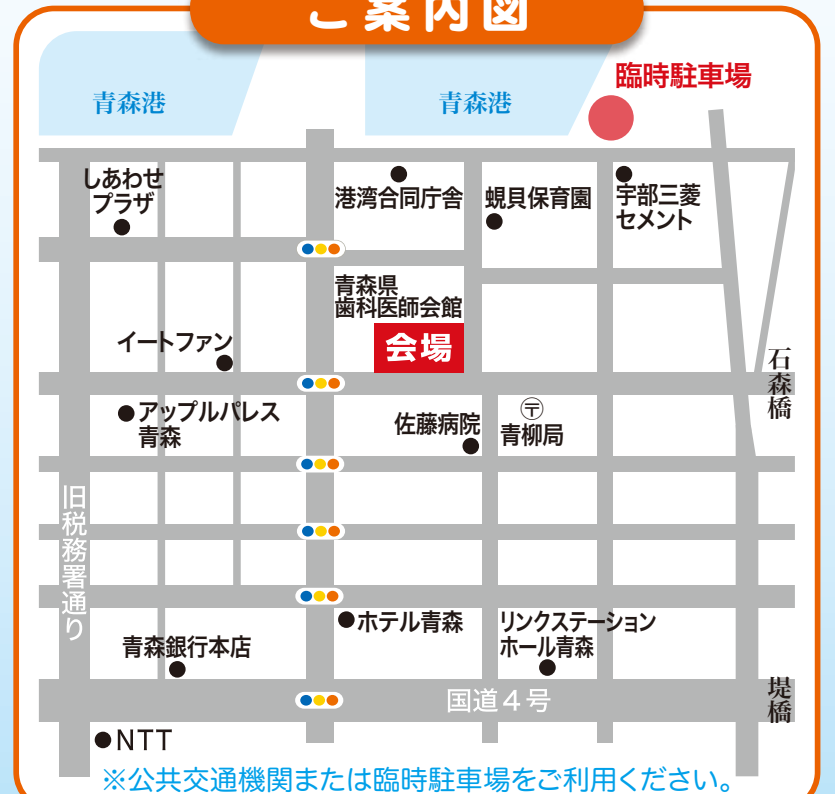 ご案内図
臨時駐車場
青森港
青森港
しあわせ
プラザ
港湾合同庁舎
蜆貝保育園
宇部三菱
セメント
青森県
歯科医師会館
会場
イートファン
石森橋
アップルパレス
青森
佐藤病院
〒
青柳局
旧税務署通り
ホテル青森
リンクステーション
ホール青森
青森銀行本店
国道4号
堤橋
NTT
※公共交通機関または臨時駐車場をご利用ください。